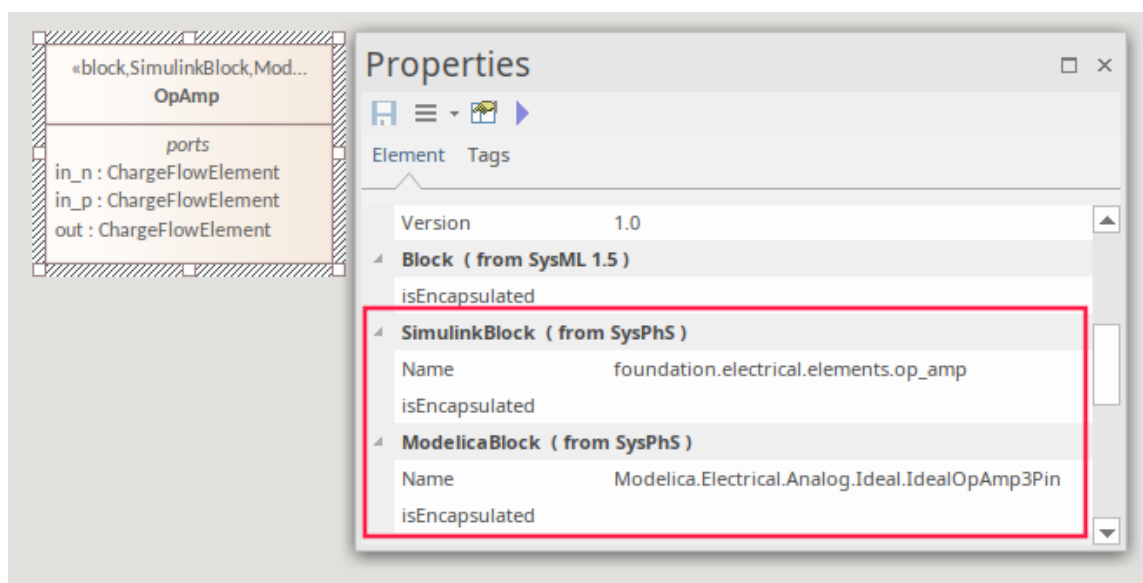 «block,SimulinkBlock,Mod...
OpAmp
ports
in_n : ChargeFlowElement
in_p : ChargeFlowElement
out : ChargeFlowElement
Properties
Element Tags
Version 1.0
Block ( from SysML 1.5 )
isEncapsulated
SimulinkBlock ( from SysPhS )
Name foundation.electrical.elements.op_amp
isEncapsulated
ModelicaBlock ( from SysPhS )
Name Modelica.Electrical.Analog.Ideal.IdealOpAmp3Pin
isEncapsulated